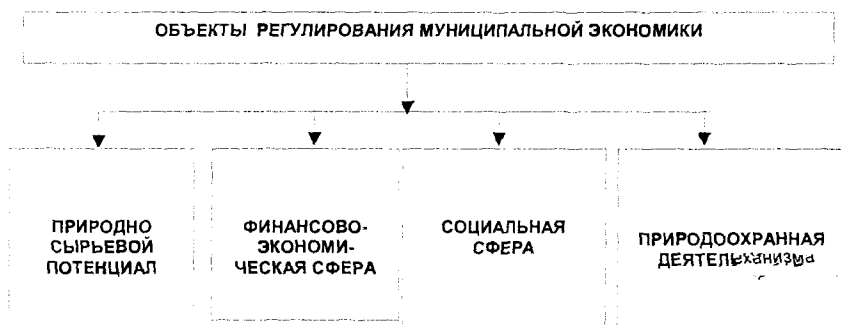 ОБЪЕКТЫ РЕГУЛИРОВАНИЯ МУНИЦИПАЛЬНОЙ ЭКОНОМИКИ
ПРИРОДНО
СЫРЬЕВОЙ
ПОТЕНЦИАЛ
ФИНАНСОВО-
ЭКОНОМИ-
ЧЕСКАЯ СФЕРА
СОЦИАЛЬНАЯ
СФЕРА
ПРИРОДООХРАННАЯ